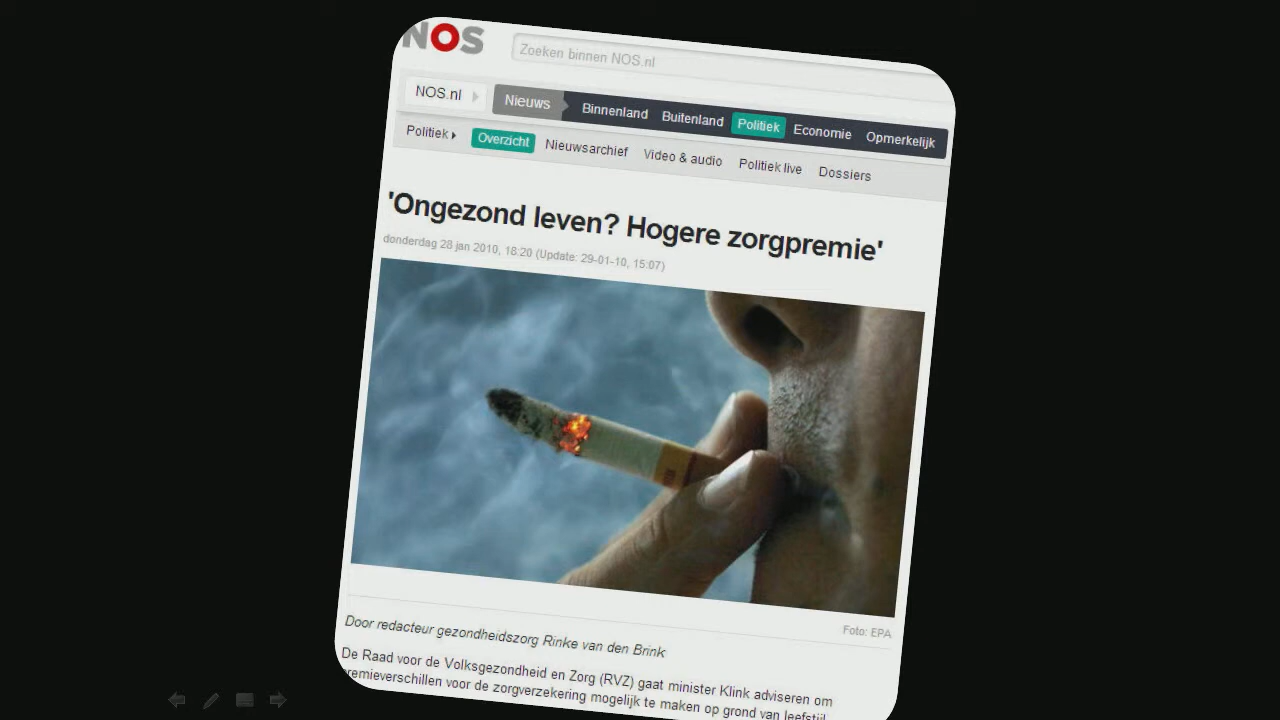 NOS
Zoeken binnen NOS.nl
NOS.nl Nieuws Binnenland Buitenland Politiek Economie Opmerkelijk
Politiek Overzicht Nieuwsarchief Video & audio Politiek live Dossiers
'Ongezond leven? Hogere zorgpremie'
donderdag 28 jan 2010, 18:20 (Update: 29-01-10, 15:07)
Foto: EPA
Door redacteur gezondheidszorg Rinke van den Brink
De Raad voor de Volksgezondheid en Zorg (RVZ) gaat minister Klink adviseren om
premieverschillen voor de zorgverzekering mogelijk te maken op grond van leefstijl